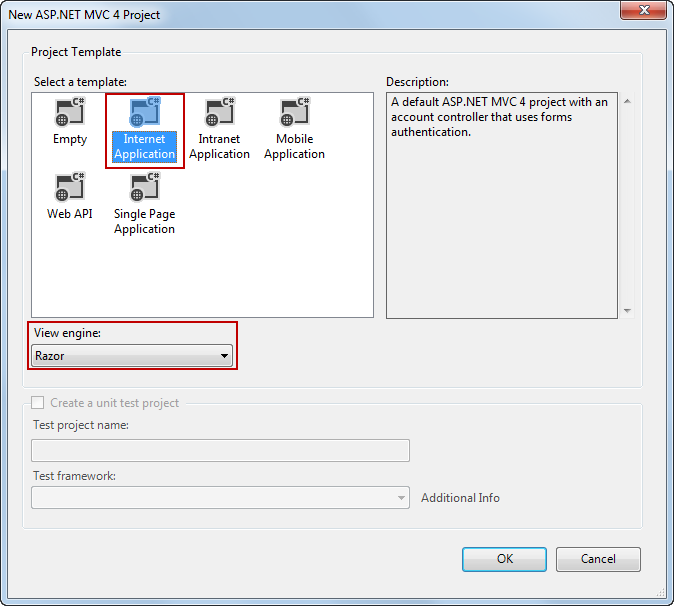 New ASP.NET MVC 4 Project
Project Template
Select a template:
Description:
C# C# C# C#
Empty
Internet
Application
Intranet
Application
Mobile
Application
C# C#
Web API
Single Page
Application
A default ASP.NET MVC 4 project with an
account controller that uses forms
authentication.
View engine:
Razor
Create a unit test project
Test project name:
Test framework:
Additional Info
OK
Cancel